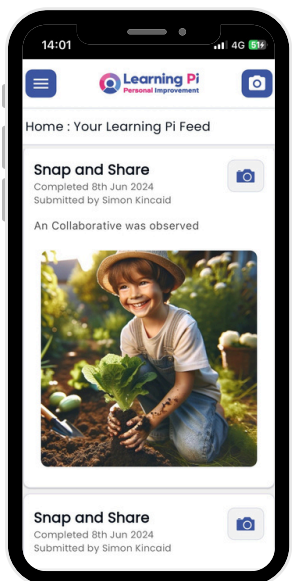 14:01
4G 51
Learning Pi
Personal Improvement
Home : Your Learning Pi Feed
Snap and Share
Completed 8th Jun 2024
Submitted by Simon Kincaid
An Collaborative was observed
Snap and Share
Completed 8th Jun 2024
Submitted by Simon Kincaid